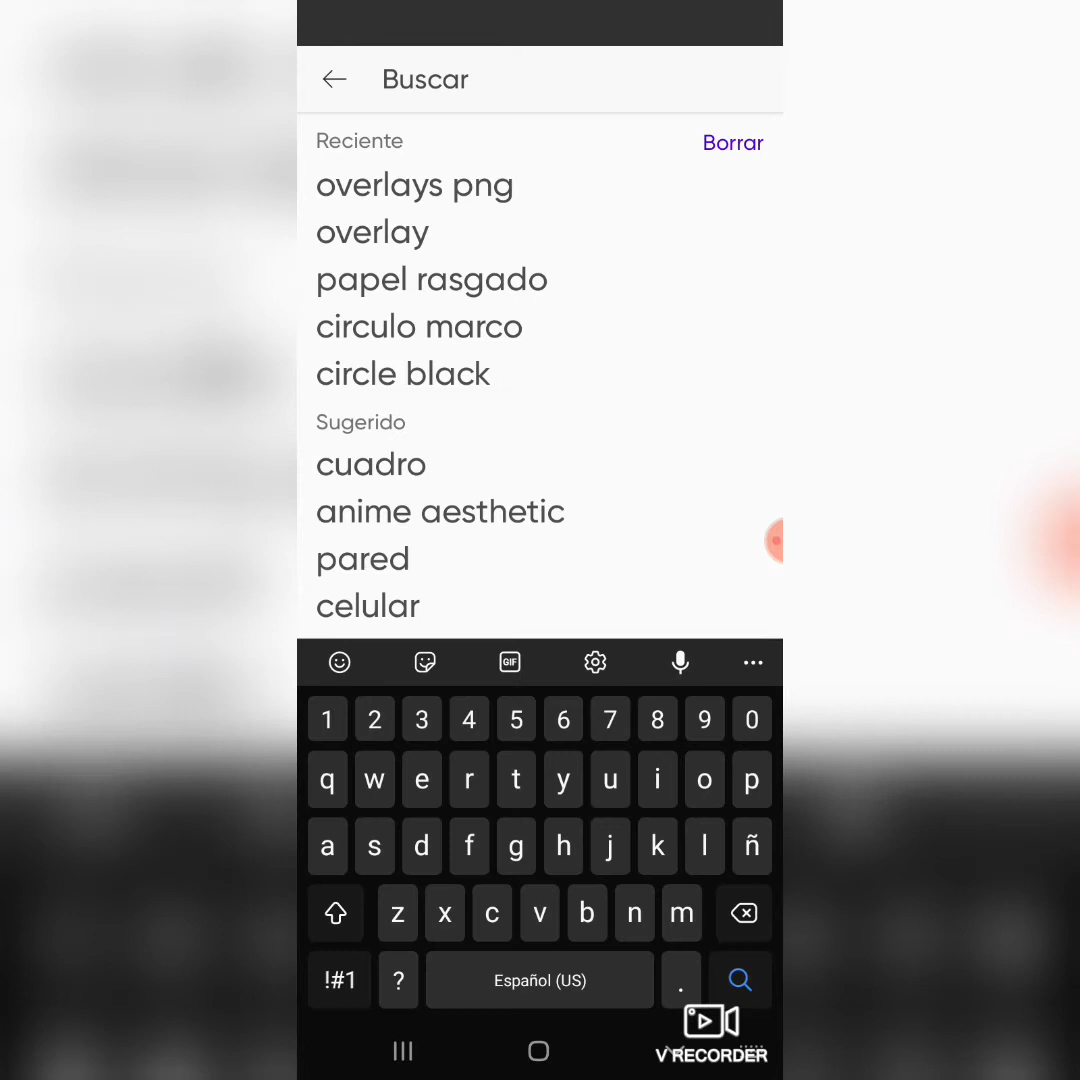 Buscar
Reciente Borrar
overlays png
overlay
papel rasgado
circulo marco
circle black
Sugerido
cuadro
anime aesthetic
pared
celular
GIF
1 2 3 4 5 6 7 8 9 0
q w e r t y u i o p
a s d f g h j k l ñ
z x c v b n m
!#1 ? Español (US) .
V RECORDER